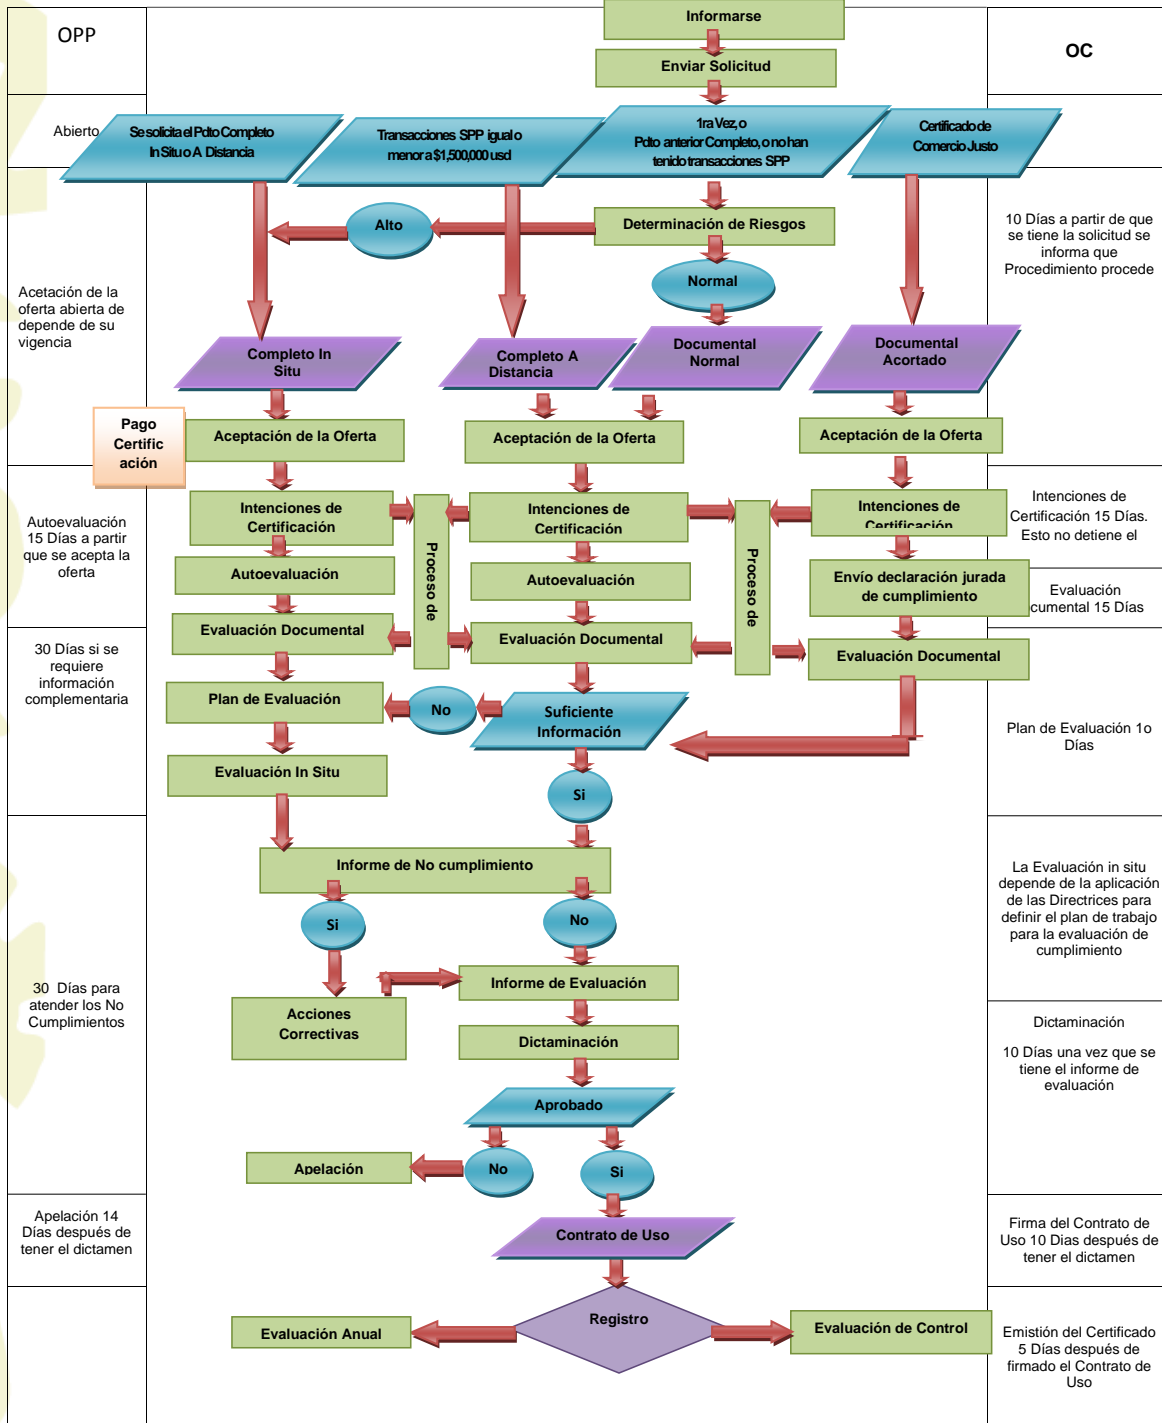 Informarse
OPP
OC
Enviar Solicitud
Abierto
Se solicita el Pdto Completo
In Situ o A Distancia
Transacciones SPP igual o
menor a $1,500,000 usd
1ra Vez, o
Pdto anterior Completo, o no han
tenido transacciones SPP
Certificado de
Comercio Justo
Alto
Determinación de Riesgos
Normal
10 Días a partir de que
se tiene la solicitud se
informa que
Procedimiento procede
Acetación de la
oferta abierta de
depende de su
vigencia
Completo In
Situ
Completo A
Distancia
Documental
Normal
Documental
Acortado
Pago
Certific
ación
Aceptación de la Oferta
Aceptación de la Oferta
Aceptación de la Oferta
Intenciones de
Certificación
Proceso de
Intenciones de
Certificación
Proceso de
Intenciones de
Certificación
Intenciones de
Certificación 15 Días.
Esto no detiene el
Autoevaluación
15 Días a partir
que se acepta la
oferta
Autoevaluación
Autoevaluación
Envío declaración jurada
de cumplimiento
Evaluación
cumental 15 Días
Evaluación Documental
Evaluación Documental
Evaluación Documental
30 Días si se
requiere
información
complementaria
Plan de Evaluación
No
Suficiente
Información
Plan de Evaluación 1o
Días
Evaluación In Situ
Si
Informe de No cumplimiento
La Evaluación in situ
depende de la aplicación
de las Directrices para
definir el plan de trabajo
para la evaluación de
cumplimiento
Si
No
30 Días para
atender los No
Cumplimientos
Informe de Evaluación
Acciones
Correctivas
Dictaminación
Dictaminación
10 Días una vez que se
tiene el informe de
evaluación
Aprobado
Apelación
No
Si
Apelación 14
Días después de
tener el dictamen
Contrato de Uso
Firma del Contrato de
Uso 10 Dias después de
tener el dictamen
Registro
Evaluación Anual
Evaluación de Control
Emistión del Certificado
5 Días después de
firmado el Contrato de
Uso